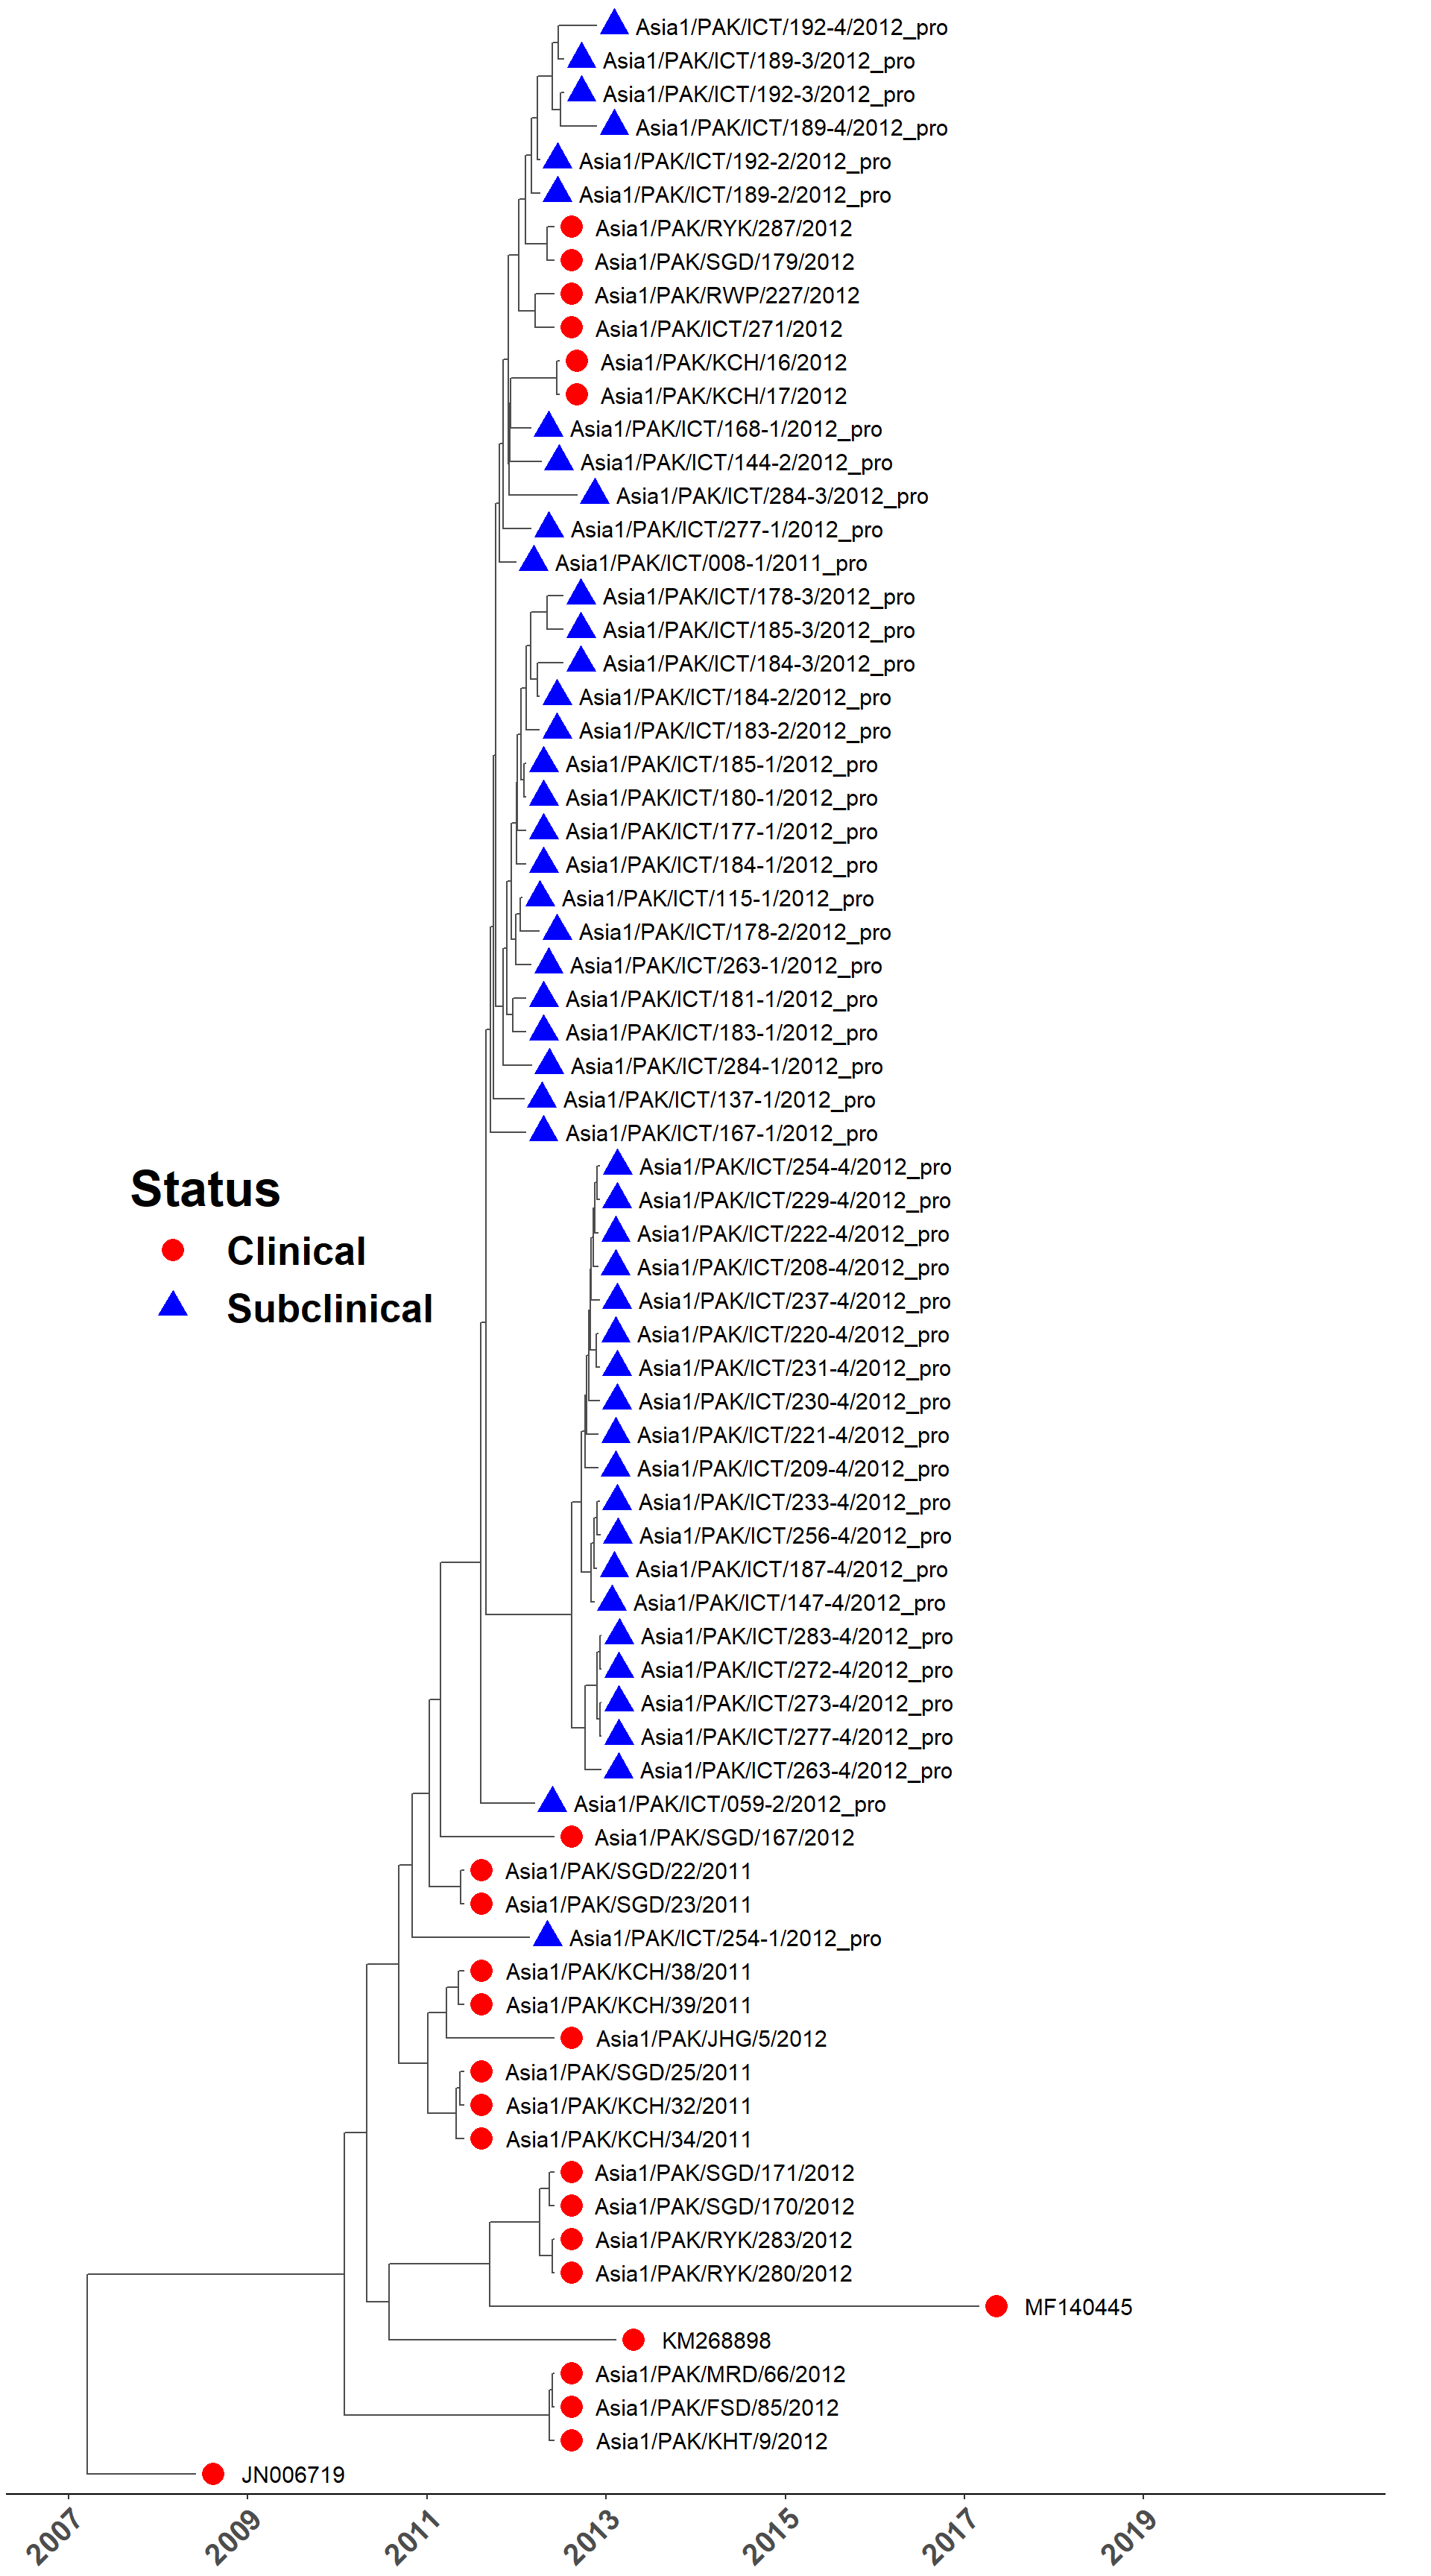 Asia1/PAK/ICT/192-4/2012_pro
Asia1/PAK/ICT/189-3/2012_pro
Asia1/PAK/ICT/192-3/2012_pro
Asia1/PAK/ICT/189-4/2012_pro
Asia1/PAK/ICT/192-2/2012_pro
Asia1/PAK/ICT/189-2/2012_pro
Asia1/PAK/RYK/287/2012
Asia1/PAK/SGD/179/2012
Asia1/PAK/RWP/227/2012
Asia1/PAK/ICT/271/2012
Asia1/PAK/KCH/16/2012
Asia1/PAK/KCH/17/2012
Asia1/PAK/ICT/168-1/2012_pro
Asia1/PAK/ICT/144-2/2012_pro
Asia1/PAK/ICT/284-3/2012_pro
Asia1/PAK/ICT/277-1/2012_pro
Asia1/PAK/ICT/008-1/2011_pro
Asia1/PAK/ICT/178-3/2012_pro
Asia1/PAK/ICT/185-3/2012_pro
Asia1/PAK/ICT/184-3/2012_pro
Asia1/PAK/ICT/184-2/2012_pro
Asia1/PAK/ICT/183-2/2012_pro
Asia1/PAK/ICT/185-1/2012_pro
Asia1/PAK/ICT/180-1/2012_pro
Asia1/PAK/ICT/177-1/2012_pro
Asia1/PAK/ICT/184-1/2012_pro
Asia1/PAK/ICT/115-1/2012_pro
Asia1/PAK/ICT/178-2/2012_pro
Asia1/PAK/ICT/263-1/2012_pro
Asia1/PAK/ICT/181-1/2012_pro
Asia1/PAK/ICT/183-1/2012_pro
Asia1/PAK/ICT/284-1/2012_pro
Asia1/PAK/ICT/137-1/2012_pro
Asia1/PAK/ICT/167-1/2012_pro
Status
Clinical
Subclinical
Asia1/PAK/ICT/254-4/2012_pro
Asia1/PAK/ICT/229-4/2012_pro
Asia1/PAK/ICT/222-4/2012_pro
Asia1/PAK/ICT/208-4/2012_pro
Asia1/PAK/ICT/237-4/2012_pro
Asia1/PAK/ICT/220-4/2012_pro
Asia1/PAK/ICT/231-4/2012_pro
Asia1/PAK/ICT/230-4/2012_pro
Asia1/PAK/ICT/221-4/2012_pro
Asia1/PAK/ICT/209-4/2012_pro
Asia1/PAK/ICT/233-4/2012_pro
Asia1/PAK/ICT/256-4/2012_pro
Asia1/PAK/ICT/187-4/2012_pro
Asia1/PAK/ICT/147-4/2012_pro
Asia1/PAK/ICT/283-4/2012_pro
Asia1/PAK/ICT/272-4/2012_pro
Asia1/PAK/ICT/273-4/2012_pro
Asia1/PAK/ICT/277-4/2012_pro
Asia1/PAK/ICT/263-4/2012_pro
Asia1/PAK/ICT/059-2/2012_pro
Asia1/PAK/SGD/167/2012
Asia1/PAK/SGD/22/2011
Asia1/PAK/SGD/23/2011
Asia1/PAK/ICT/254-1/2012_pro
Asia1/PAK/KCH/38/2011
Asia1/PAK/KCH/39/2011
Asia1/PAK/JHG/5/2012
Asia1/PAK/SGD/25/2011
Asia1/PAK/KCH/32/2011
Asia1/PAK/KCH/34/2011
Asia1/PAK/SGD/171/2012
Asia1/PAK/SGD/170/2012
Asia1/PAK/RYK/283/2012
Asia1/PAK/RYK/280/2012
MF140445
KM268898
Asia1/PAK/MRD/66/2012
Asia1/PAK/FSD/85/2012
Asia1/PAK/KHT/9/2012
JN006719
2007 2009 2011 2013 2015 2017 2019